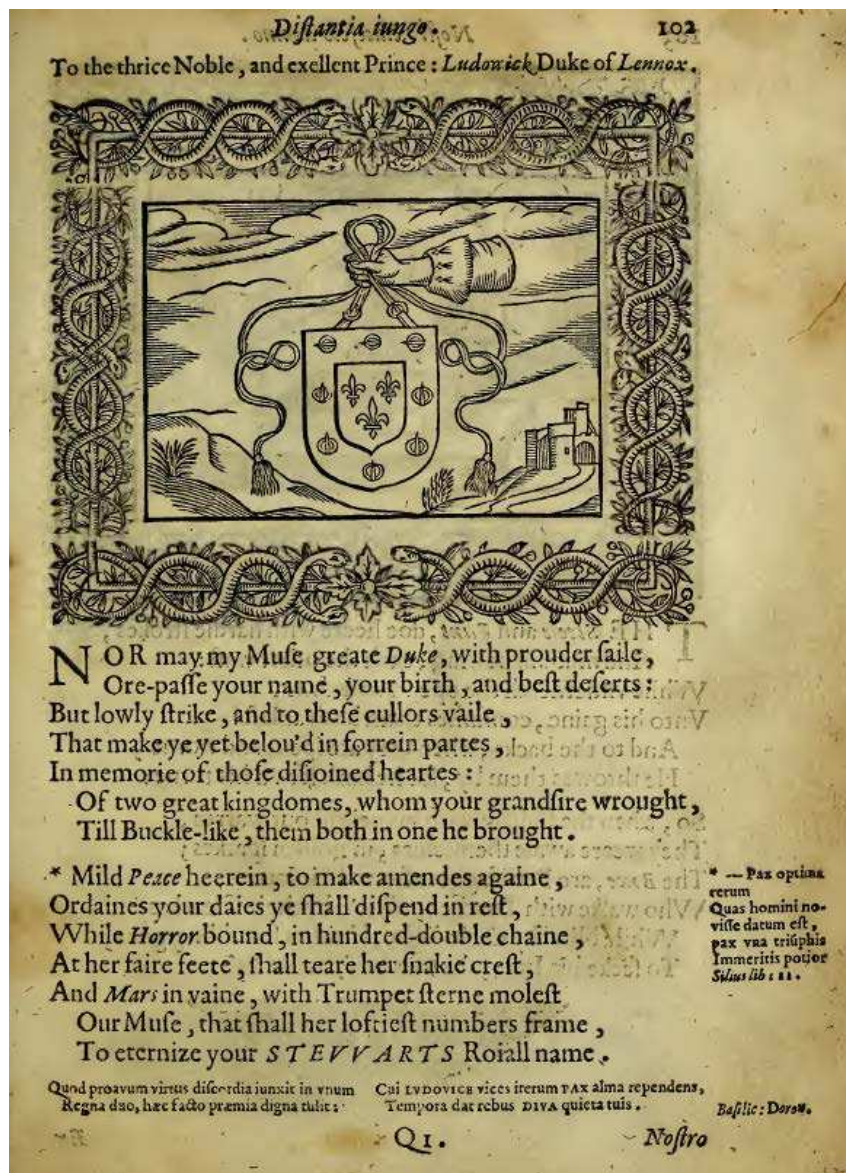 Diſtantia iungo.
102
To the thrice Noble, and exellent Prince: Ludowick Duke of Lennox.
NOR may my Muſe greate Duke, with prouder ſaile,
Ore-paſſe your name, your birth, and beſt deſerts:
But lowly ſtrike, and to theſe cullors vaile,
That make ye yet belou'd in forrein partes,
In memorie of thoſe diſioined heartes:
Of two great kingdomes, whom your grandſire wrought,
Till Buckle-like, them both in one he brought.
* Mild Peace heerein, to make amendes againe,
Ordaines your daies ye ſhall diſpend in reſt,
While Horror bound, in hundred-double chaine,
At her faire feete, ſhall teare her ſnakie creſt,
And Mars in vaine, with Trumpet ſterne moleſt
Our Muſe, that ſhall her loftieſt numbers frame,
To eternize your STEVVARTS Roiall name.
* — Pax optima
rerum
Quas homini no-
viſſe datum eſt,
pax vna triũphis
Immeritis potior
Silius lib: 11.
Quod proavum virtus diſcordia iunxit in vnum
Regna duo, hæc facto præmia digna tulit:
Cui LVDOVICE vices iterum PAX alma rependens,
Tempora dat rebus DIVA quieta tuis.
Baſilic: Doron.
Q1.
Noſtro